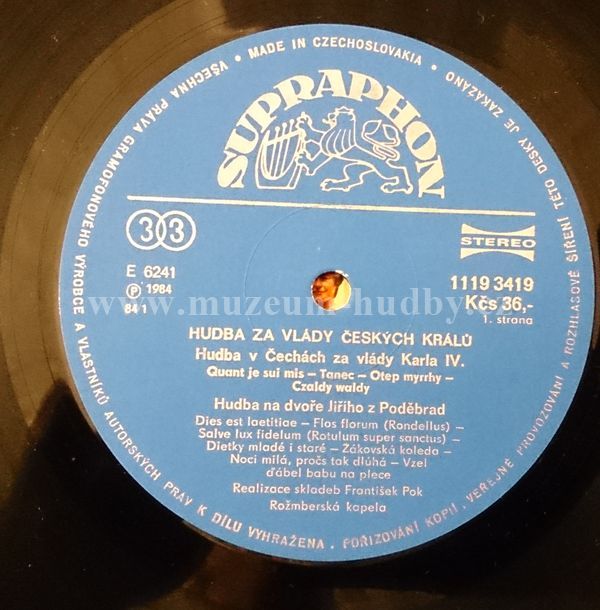 VŠECHNA PRÁVA GRAMOFONOVÉHO VÝROBCE A VLASTNÍKŮ AUTORSKÝCH PRÁV K DÍLU VYHRAŽENA. POŘIZOVÁNÍ KOPIÍ, VEŘEJNÉ PROVOZOVÁNÍ A ROZHLASOVÉ ŠÍŘENÍ TÉTO DESKY JE ZAKÁZÁNO • MADE IN CZECHOSLOVAKIA •
SUPRAPHON
33
STEREO
E 6241
Ⓟ 1984
84 1
1119 3419
Kčs 36,-
1. strana
www.muzeum-hudby.cz
HUDBA ZA VLÁDY ČESKÝCH KRÁLŮ
Hudba v Čechách za vlády Karla IV.
Quant je sui mis – Tanec – Otep myrrhy –
Czaldy waldy
Hudba na dvoře Jiřího z Poděbrad
Dies est laetitiae – Flos florum (Rondellus) –
Salve lux fidelum (Rotulum super sanctus) –
Dietky mladé i staré – Žákovská koleda –
Noci milá, pročs tak dlúhá – Vzel
ďábel babu na plece
Realizace skladeb František Pok
Rožmberská kapela